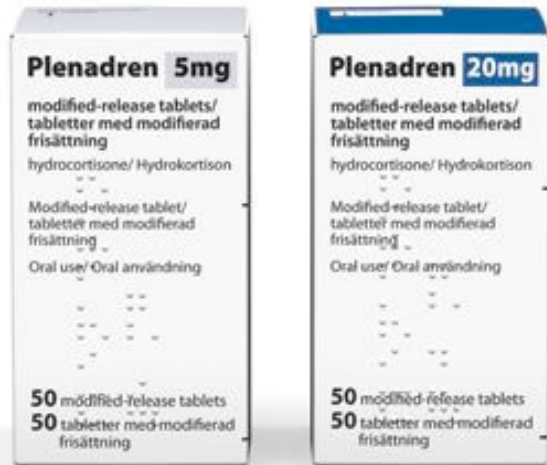 Plenadren 5mg
modified-release tablets/
tabletter med modifierad
frisättning
hydrocortisone/ Hydrokortison
Modified-release tablet/
tabletter med modifierad
frisättning
Oral use/ Oral användning
50 modified-release tablets
50 tabletter med modifierad
frisättning
Plenadren 20mg
modified-release tablets/
tabletter med modifierad
frisättning
hydrocortisone/ Hydrokortison
Modified-release tablet/
tabletter med modifierad
frisättning
Oral use/ Oral användning
50 modified-release tablets
50 tabletter med modifierad
frisättning